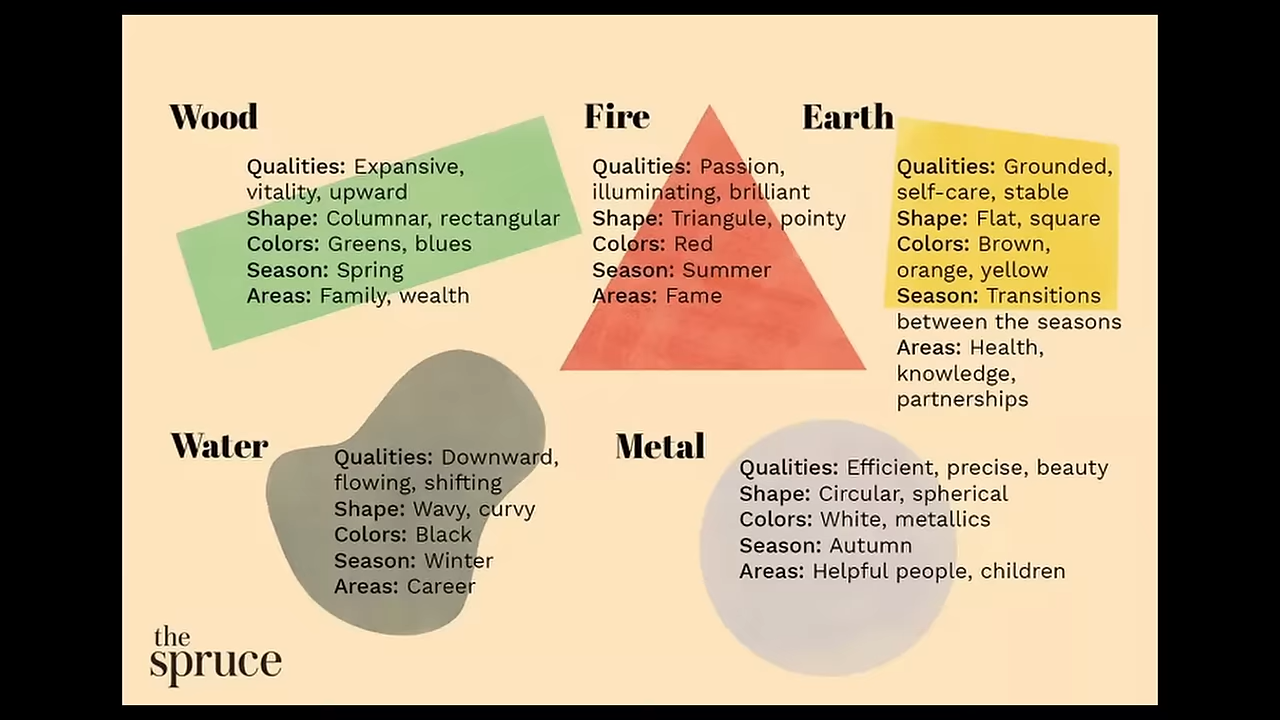 Wood
Qualities: Expansive,
vitality, upward
Shape: Columnar, rectangular
Colors: Greens, blues
Season: Spring
Areas: Family, wealth
Fire
Qualities: Passion,
illuminating, brilliant
Shape: Triangule, pointy
Colors: Red
Season: Summer
Areas: Fame
Earth
Qualities: Grounded,
self-care, stable
Shape: Flat, square
Colors: Brown,
orange, yellow
Season: Transitions
between the seasons
Areas: Health,
knowledge,
partnerships
Water
Qualities: Downward,
flowing, shifting
Shape: Wavy, curvy
Colors: Black
Season: Winter
Areas: Career
Metal
Qualities: Efficient, precise, beauty
Shape: Circular, spherical
Colors: White, metallics
Season: Autumn
Areas: Helpful people, children
the
spruce